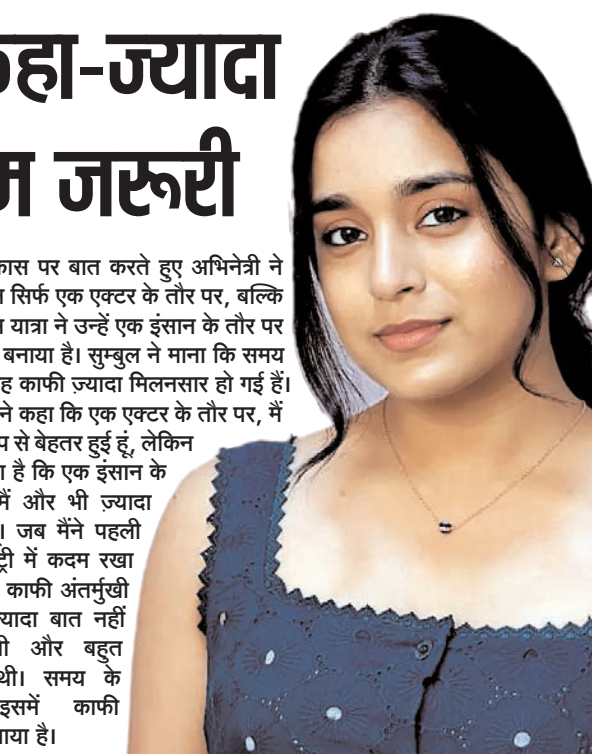 कहा-ज्यादा
जरूरी
पर बात करते हुए अभिनेत्री ने
सिर्फ एक एक्टर के तौर पर, बल्कि
यात्रा ने उन्हें एक इंसान के तौर पर
बनाया है। सुम्बुल ने माना कि समय
काफी ज़्यादा मिलनसार हो गई हैं।
ने कहा कि एक एक्टर के तौर पर, मैं
से बेहतर हुई हूं, लेकिन
है कि एक इंसान के
मैं और भी ज़्यादा
। जब मैंने पहली
में कदम रखा
काफी अंतर्मुखी
बात नहीं
और बहुत
थी। समय के
इसमें काफी
है।